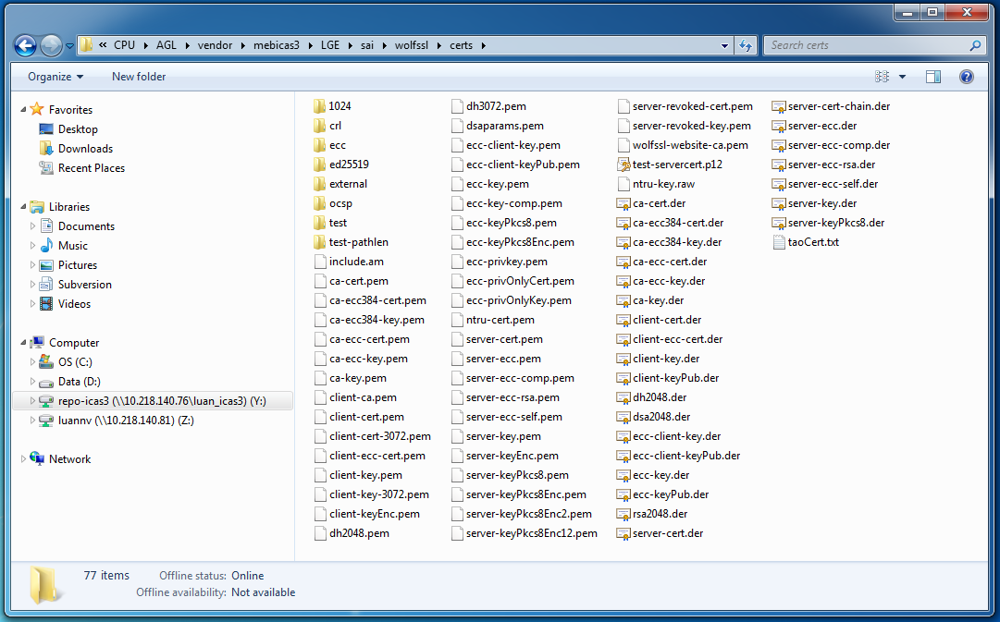 « CPU AGL vendor mebicas3 LGE sai wolfssl certs
Search certs
Organize New folder
Favorites
Desktop
Downloads
Recent Places
Libraries
Documents
Music
Pictures
Subversion
Videos
Computer
OS (C:)
Data (D:)
repo-icas3 (\\10.218.140.76\luan_icas3) (Y:)
luannv (\\10.218.140.81) (Z:)
Network
1024
crl
ecc
ed25519
external
ocsp
test
test-pathlen
include.am
ca-cert.pem
ca-ecc384-cert.pem
ca-ecc384-key.pem
ca-ecc-cert.pem
ca-ecc-key.pem
ca-key.pem
client-ca.pem
client-cert.pem
client-cert-3072.pem
client-ecc-cert.pem
client-key.pem
client-key-3072.pem
client-keyEnc.pem
dh2048.pem
dh3072.pem
dsaparams.pem
ecc-client-key.pem
ecc-client-keyPub.pem
ecc-key.pem
ecc-key-comp.pem
ecc-keyPkcs8.pem
ecc-keyPkcs8Enc.pem
ecc-privkey.pem
ecc-privOnlyCert.pem
ecc-privOnlyKey.pem
ntru-cert.pem
server-cert.pem
server-ecc.pem
server-ecc-comp.pem
server-ecc-rsa.pem
server-ecc-self.pem
server-key.pem
server-keyEnc.pem
server-keyPkcs8.pem
server-keyPkcs8Enc.pem
server-keyPkcs8Enc2.pem
server-keyPkcs8Enc12.pem
server-revoked-cert.pem
server-revoked-key.pem
wolfssl-website-ca.pem
test-servercert.p12
ntru-key.raw
ca-cert.der
ca-ecc384-cert.der
ca-ecc384-key.der
ca-ecc-cert.der
ca-ecc-key.der
ca-key.der
client-cert.der
client-ecc-cert.der
client-key.der
client-keyPub.der
dh2048.der
dsa2048.der
ecc-client-key.der
ecc-client-keyPub.der
ecc-key.der
ecc-keyPub.der
rsa2048.der
server-cert.der
server-cert-chain.der
server-ecc.der
server-ecc-comp.der
server-ecc-rsa.der
server-ecc-self.der
server-key.der
server-keyPkcs8.der
taoCert.txt
77 items Offline status: Online
Offline availability: Not available